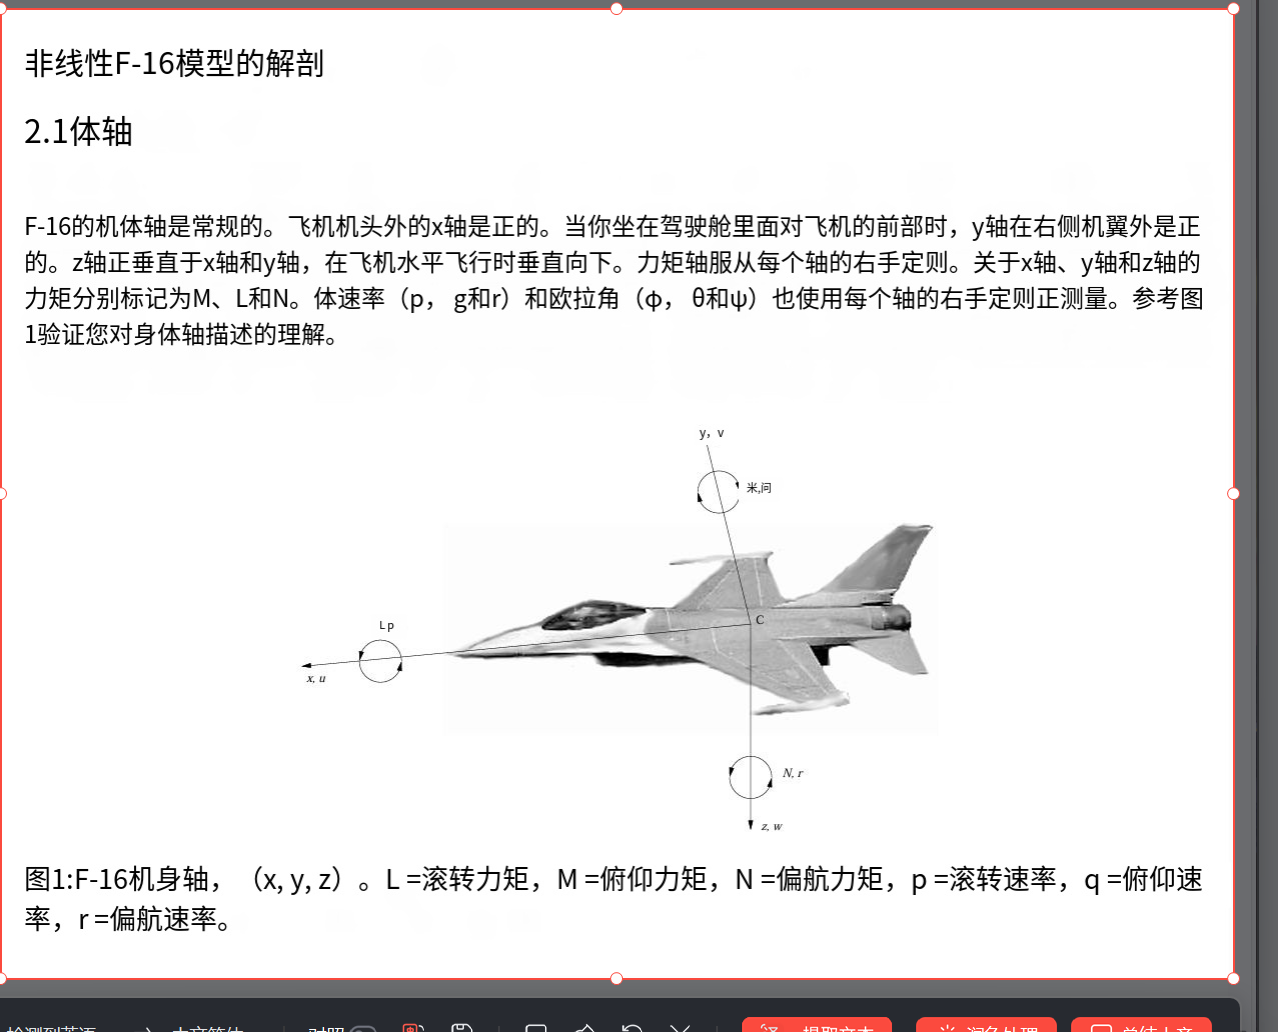 非线性F-16模型的解剖
2.1体轴
F-16的机体轴是常规的。飞机机头外的x轴是正的。当你坐在驾驶舱里面对飞机的前部时，y轴在右侧机翼外是正
的。z轴正垂直于x轴和y轴，在飞机水平飞行时垂直向下。力矩轴服从每个轴的右手定则。关于x轴、y轴和z轴的
力矩分别标记为M、L和N。体速率（p， g和r）和欧拉角（φ， θ和ψ）也使用每个轴的右手定则正测量。参考图
1验证您对身体轴描述的理解。
y，v
米,问
C
L p
x, u
N, r
z, w
图1:F-16机身轴，（x, y, z）。L =滚转力矩，M =俯仰力矩，N =偏航力矩，p =滚转速率，q =俯仰速
率，r =偏航速率。